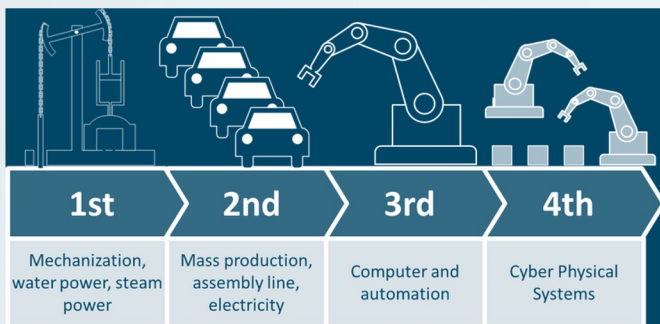 1st
2nd
3rd
4th
Mechanization,
water power, steam
power
Mass production,
assembly line,
electricity
Computer and
automation
Cyber Physical
Systems